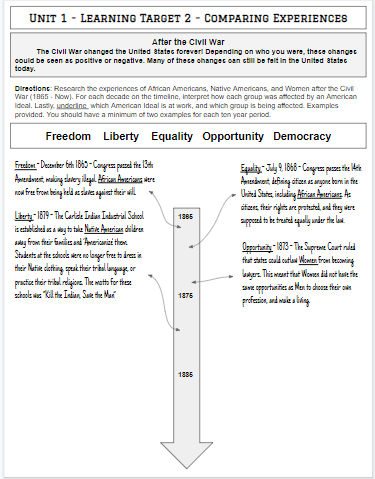 UNIT 1 - LEARNING TARGET 2 - COMPARING EXPERIENCES
After the Civil War
The Civil War changed the United States forever! Depending on who you were, these changes
could be seen as positive or negative. Many of these changes can still be felt in the United States
today.
Directions: Research the experiences of African Americans, Native Americans, and Women after the Civil
War (1865 - Now). For each decade on the timeline, interpret how each group was affected by an American
Ideal. Lastly, underline which American Ideal is at work, and which group is being affected. Examples
provided. You should have a minimum of two examples for each ten year period.
Freedom Liberty Equality Opportunity Democracy
Freedom - December 6th 1865 - Congress passed the 13th
Amendment, making slavery illegal. African Americans were
now free from being held as slaves against their will.
Liberty - 1879 - The Carlisle Indian Industrial School
is established as a way to take Native American children
away from their families and Americanize them.
Students at the schools were no longer free to dress in
their Native clothing, speak their tribal language, or
practice their tribal religions. The motto for these
schools was "Kill the Indian, Save the Man"
Equality - July 9, 1868 - Congress passes the 14th
Amendment, defining citizen as anyone born in the
United States, including African Americans. As
citizens, their rights are protected, and they were
supposed to be treated equally under the law.
Opportunity - 1873 - The Supreme Court ruled
that states could outlaw Women from becoming
lawyers. This meant that Women did not have the
same opportunities as Men to choose their own
profession, and make a living.
1865
1875
1885